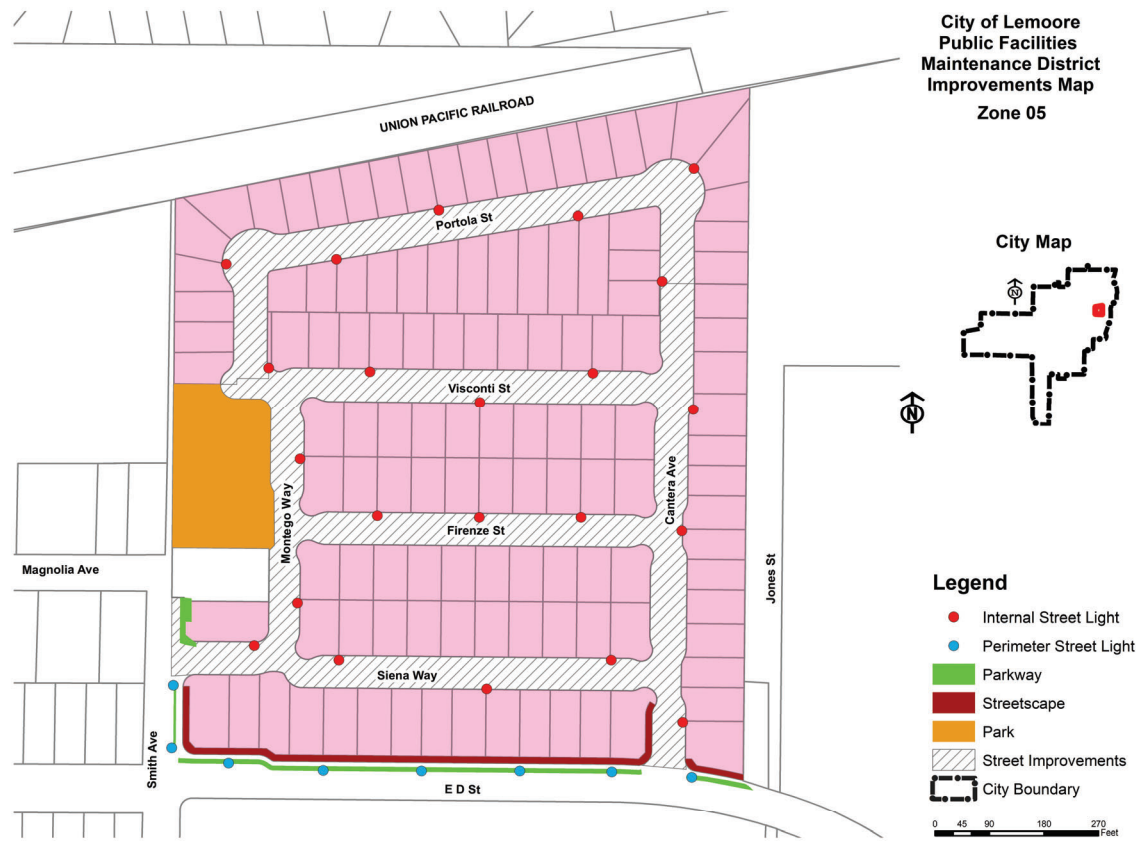 City of Lemoore
Public Facilities
Maintenance District
Improvements Map
Zone 05
UNION PACIFIC RAILROAD
Portola St
City Map
N
Visconti St
N
Montego Way
Cantera Ave
Firenze St
Magnolia Ave
Jones St
Siena Way
Smith Ave
E D St
Legend
Internal Street Light
Perimeter Street Light
Parkway
Streetscape
Park
Street Improvements
City Boundary
0 45 90 180 270
Feet